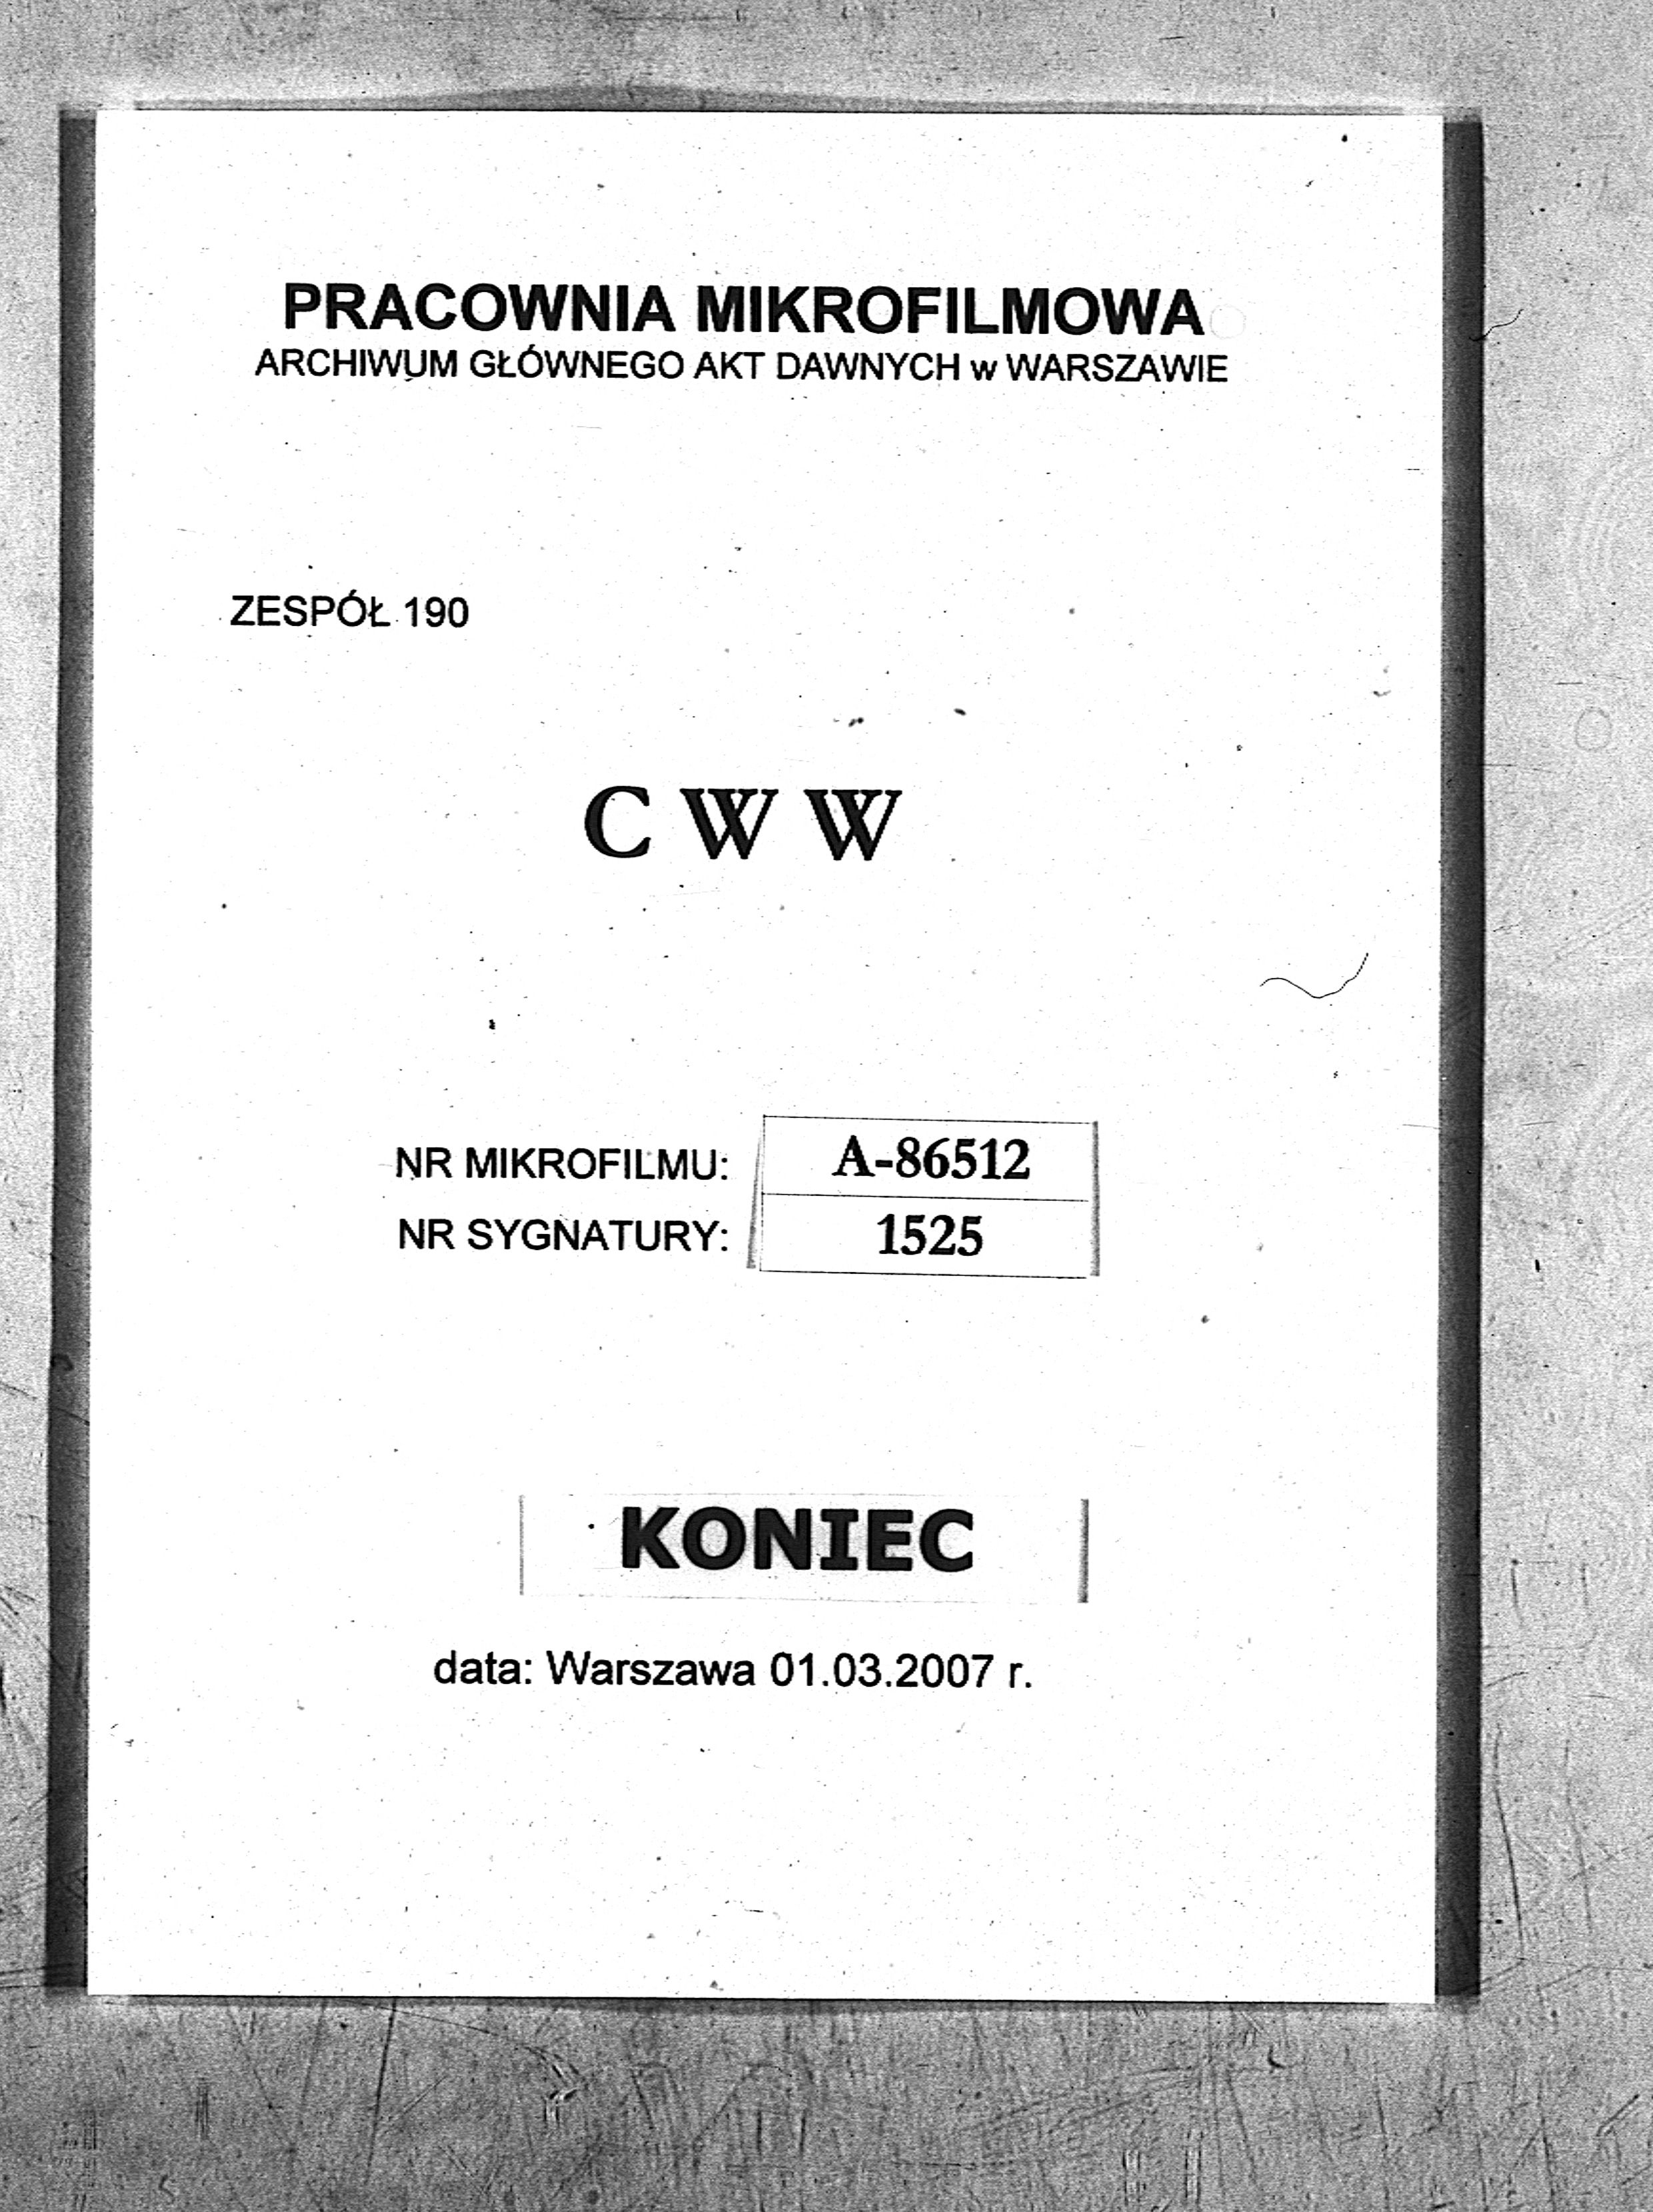 PRACOWNIA MIKROFILMOWA
ARCHIWUM GŁÓWNEGO AKT DAWNYCH w WARSZAWIE
ZESPÓŁ 190
C W W
NR MIKROFILMU: A-86512
NR SYGNATURY: 1525
KONIEC
data: Warszawa 01.03.2007 r.